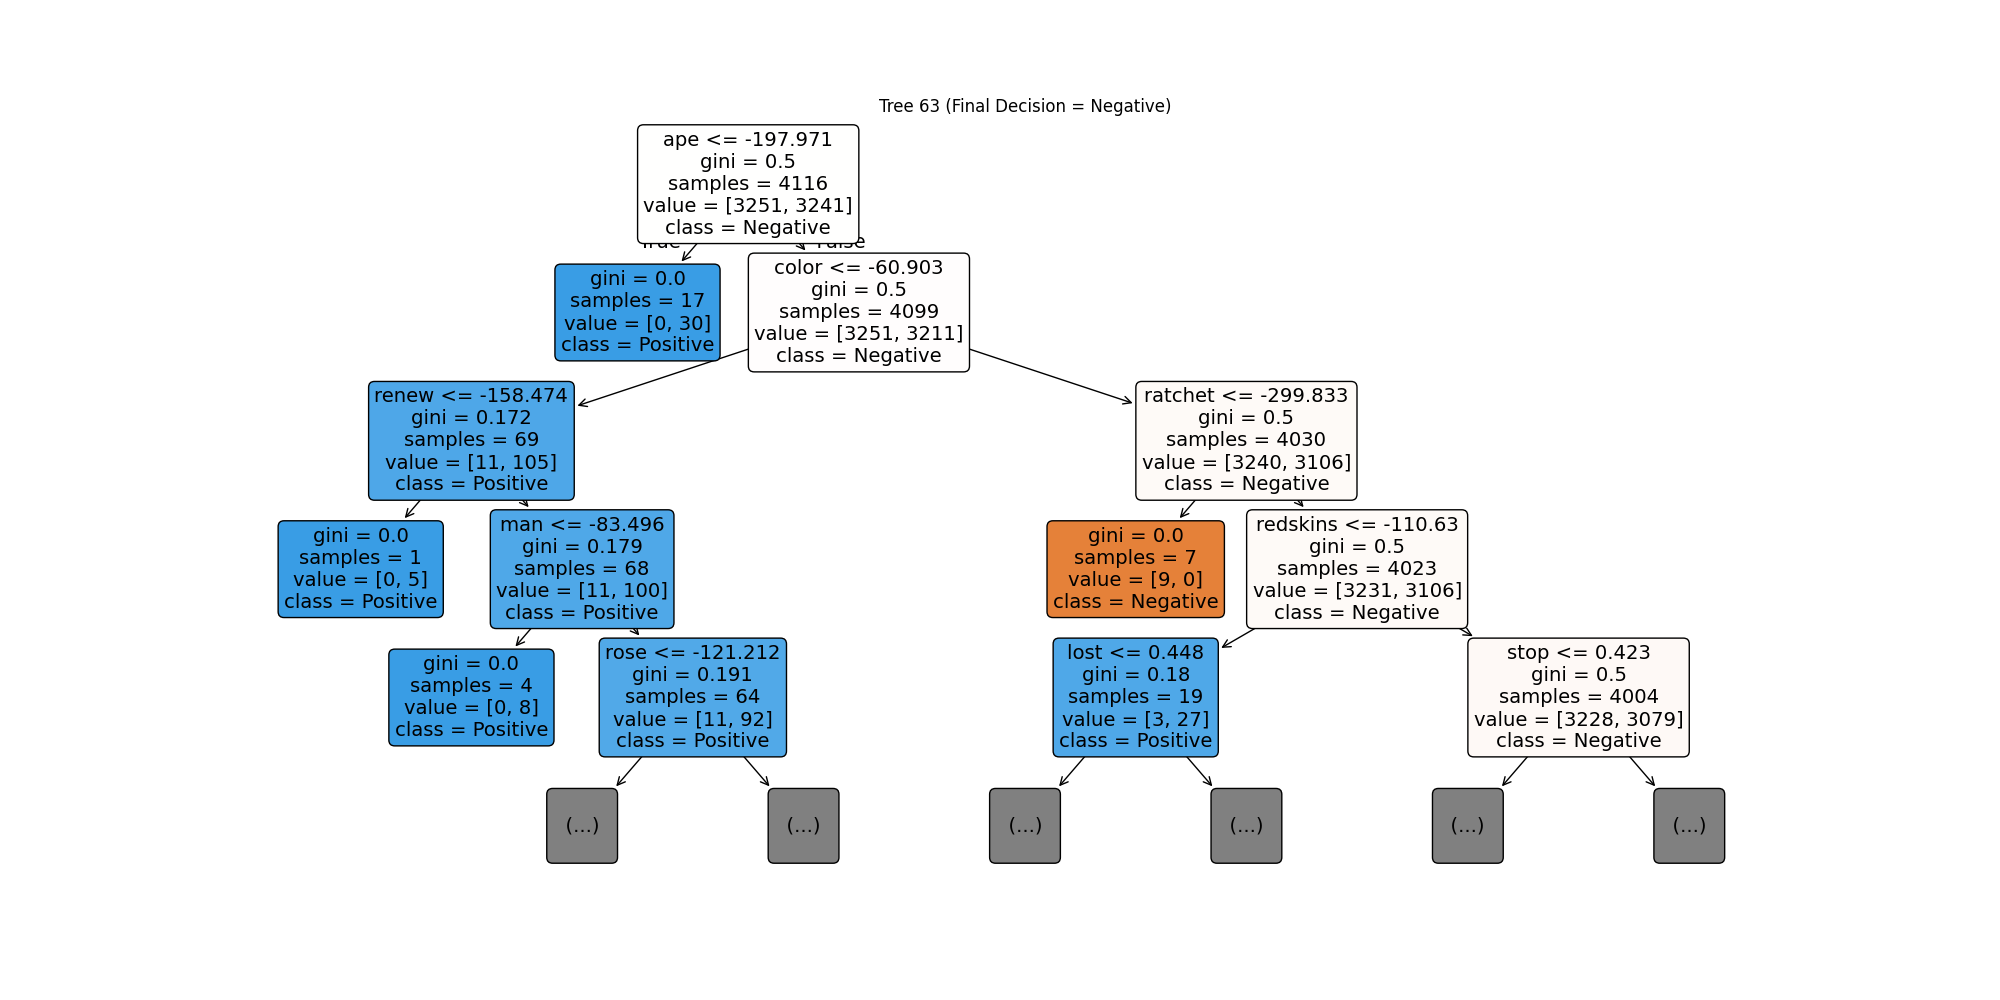 Tree 63 (Final Decision = Negative)
ape <= -197.971
gini = 0.5
samples = 4116
value = [3251, 3241]
class = Negative
True
False
gini = 0.0
samples = 17
value = [0, 30]
class = Positive
color <= -60.903
gini = 0.5
samples = 4099
value = [3251, 3211]
class = Negative
renew <= -158.474
gini = 0.172
samples = 69
value = [11, 105]
class = Positive
ratchet <= -299.833
gini = 0.5
samples = 4030
value = [3240, 3106]
class = Negative
gini = 0.0
samples = 1
value = [0, 5]
class = Positive
man <= -83.496
gini = 0.179
samples = 68
value = [11, 100]
class = Positive
gini = 0.0
samples = 7
value = [9, 0]
class = Negative
redskins <= -110.63
gini = 0.5
samples = 4023
value = [3231, 3106]
class = Negative
gini = 0.0
samples = 4
value = [0, 8]
class = Positive
rose <= -121.212
gini = 0.191
samples = 64
value = [11, 92]
class = Positive
lost <= 0.448
gini = 0.18
samples = 19
value = [3, 27]
class = Positive
stop <= 0.423
gini = 0.5
samples = 4004
value = [3228, 3079]
class = Negative
(...)
(...)
(...)
(...)
(...)
(...)